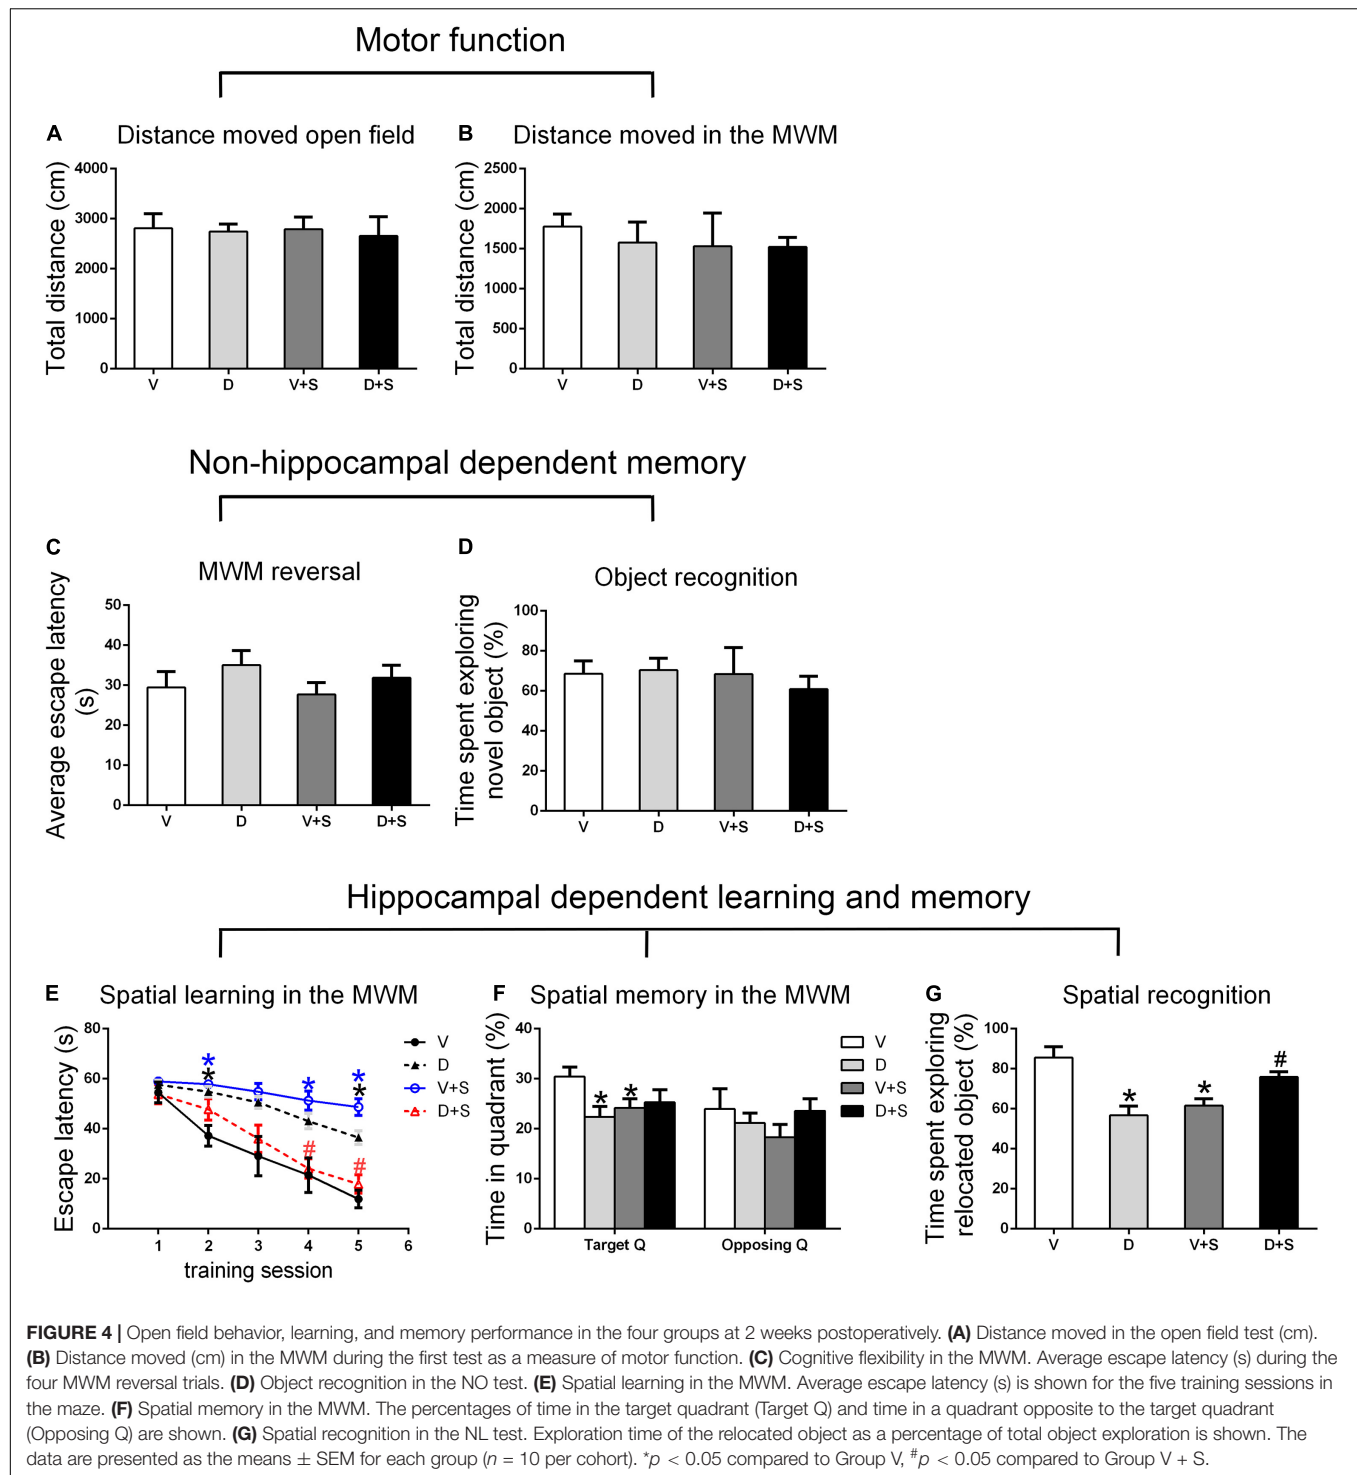 Motor function
A Distance moved open field
Total distance (cm)
4000
3000
2000
1000
0
V D V+S D+S
B Distance moved in the MWM
Total distance (cm)
2500
2000
1500
1000
500
0
V D V+S D+S
Non-hippocampal dependent memory
C
MWM reversal
Average escape latency
(s)
50
40
30
20
10
0
V D V+S D+S
D
Object recognition
Time spent exploring
novel object (%)
100
80
60
40
20
0
V D V+S D+S
Hippocampal dependent learning and memory
E Spatial learning in the MWM
Escape latency (s)
80
60
40
20
0
* * * * *
# #
1 2 3 4 5 6
training session
V
D
V+S
D+S
F Spatial memory in the MWM
Time in quadrant (%)
40
30
20
10
0
* *
Target Q Opposing Q
V
D
V+S
D+S
G Spatial recognition
Time spent exploring
relocated object (%)
100
80
60
40
20
0
* * #
V D V+S D+S
FIGURE 4 | Open field behavior, learning, and memory performance in the four groups at 2 weeks postoperatively. (A) Distance moved in the open field test (cm).
(B) Distance moved (cm) in the MWM during the first test as a measure of motor function. (C) Cognitive flexibility in the MWM. Average escape latency (s) during the
four MWM reversal trials. (D) Object recognition in the NO test. (E) Spatial learning in the MWM. Average escape latency (s) is shown for the five training sessions in
the maze. (F) Spatial memory in the MWM. The percentages of time in the target quadrant (Target Q) and time in a quadrant opposite to the target quadrant
(Opposing Q) are shown. (G) Spatial recognition in the NL test. Exploration time of the relocated object as a percentage of total object exploration is shown. The
data are presented as the means ± SEM for each group (n = 10 per cohort). *p < 0.05 compared to Group V, #p < 0.05 compared to Group V + S.